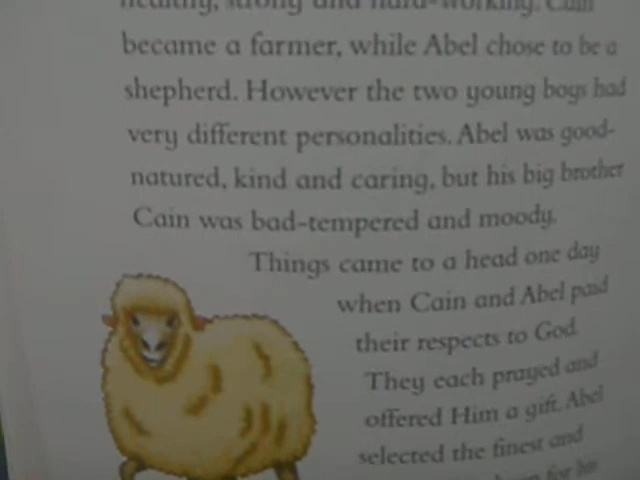 healthy, strong and hard-working. Cain
became a farmer, while Abel chose to be a
shepherd. However the two young boys had
very different personalities. Abel was good-
natured, kind and caring, but his big brother
Cain was bad-tempered and moody.
Things came to a head one day
when Cain and Abel paid
their respects to God.
They each prayed and
offered Him a gift. Abel
selected the finest and
for his